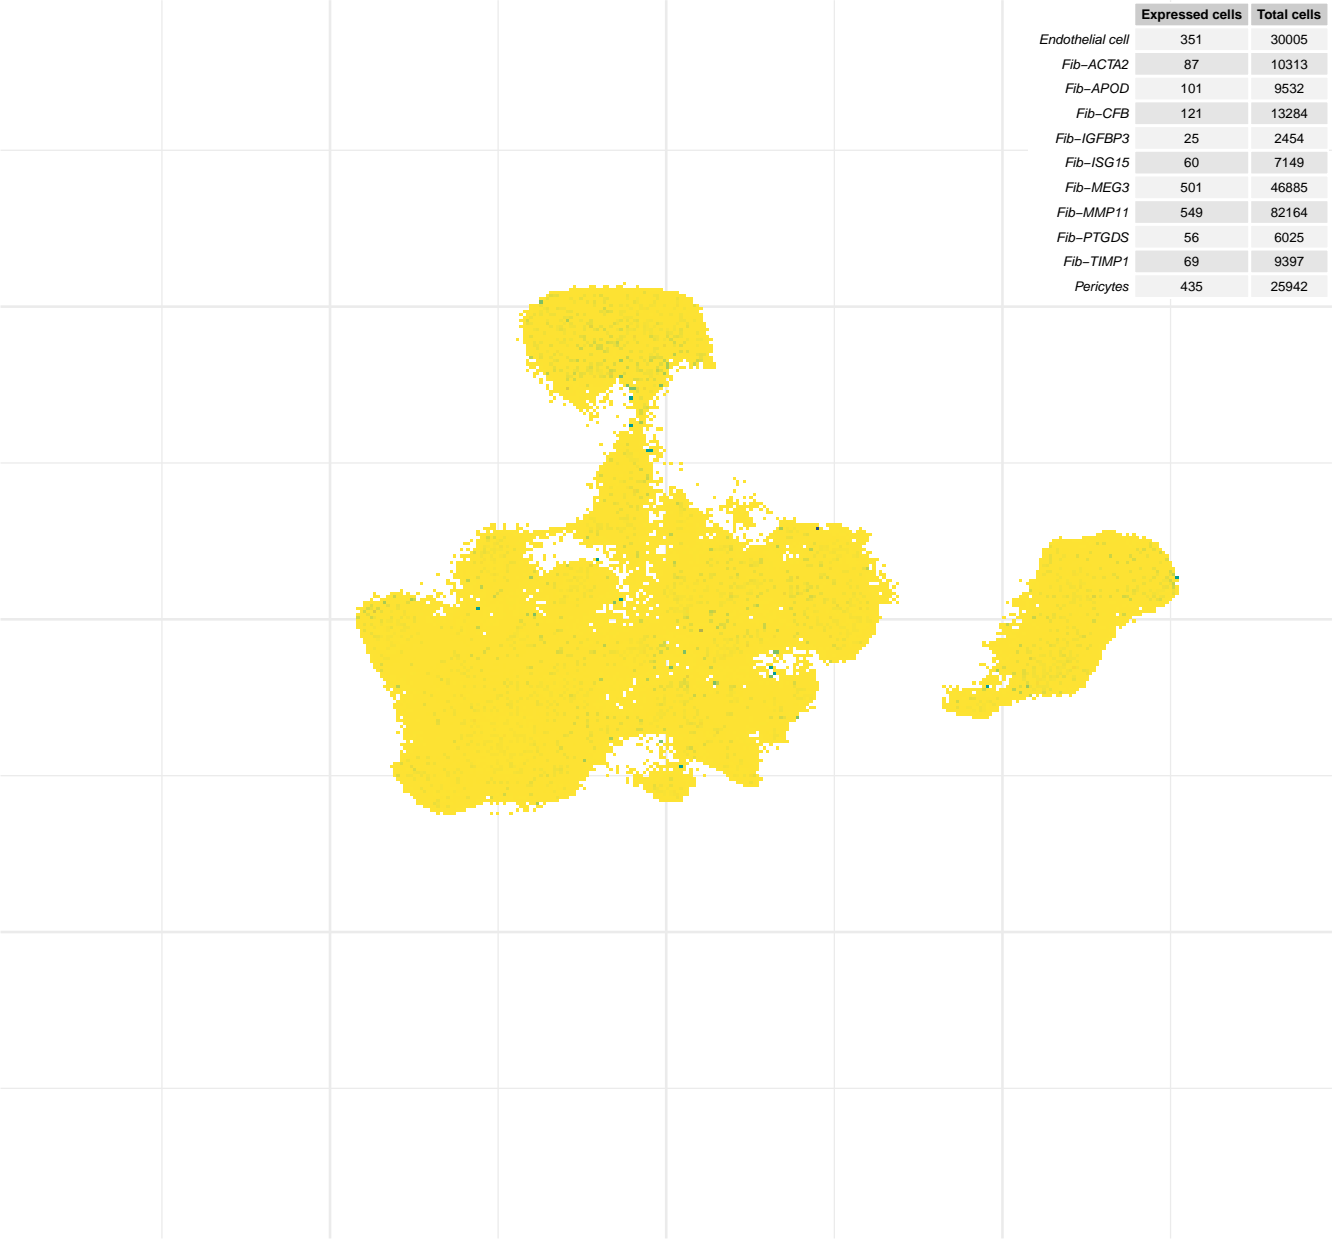 Expressed cells Total cells
Endothelial cell 351 30005
Fib−ACTA2 87 10313
Fib−APOD 101 9532
Fib−CFB 121 13284
Fib−IGFBP3 25 2454
Fib−ISG15 60 7149
Fib−MEG3 501 46885
Fib−MMP11 549 82164
Fib−PTGDS 56 6025
Fib−TIMP1 69 9397
Pericytes 435 25942